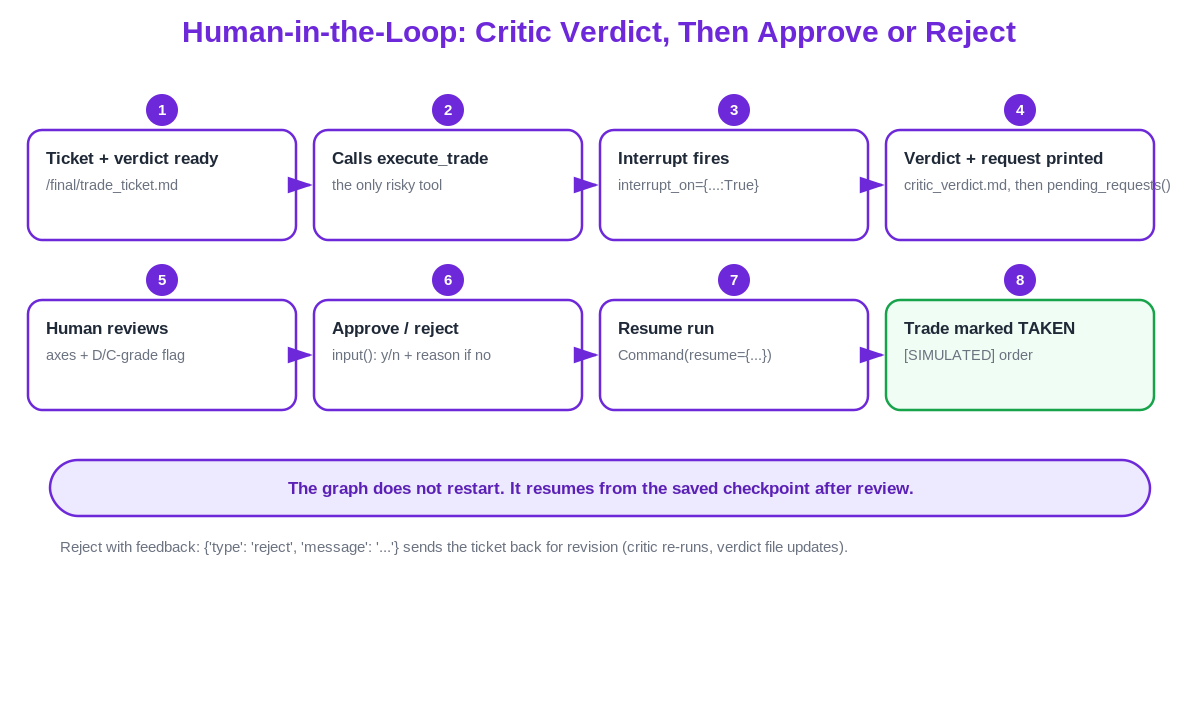 Human-in-the-Loop: Critic Verdict, Then Approve or Reject
1
Ticket + verdict ready
/final/trade_ticket.md
2
Calls execute_trade
the only risky tool
3
Interrupt fires
interrupt_on={...:True}
4
Verdict + request printed
critic_verdict.md, then pending_requests()
5
Human reviews
axes + D/C-grade flag
6
Approve / reject
input(): y/n + reason if no
7
Resume run
Command(resume={...})
8
Trade marked TAKEN
[SIMULATED] order
The graph does not restart. It resumes from the saved checkpoint after review.
Reject with feedback: {'type': 'reject', 'message': '...'} sends the ticket back for revision (critic re-runs, verdict file updates).